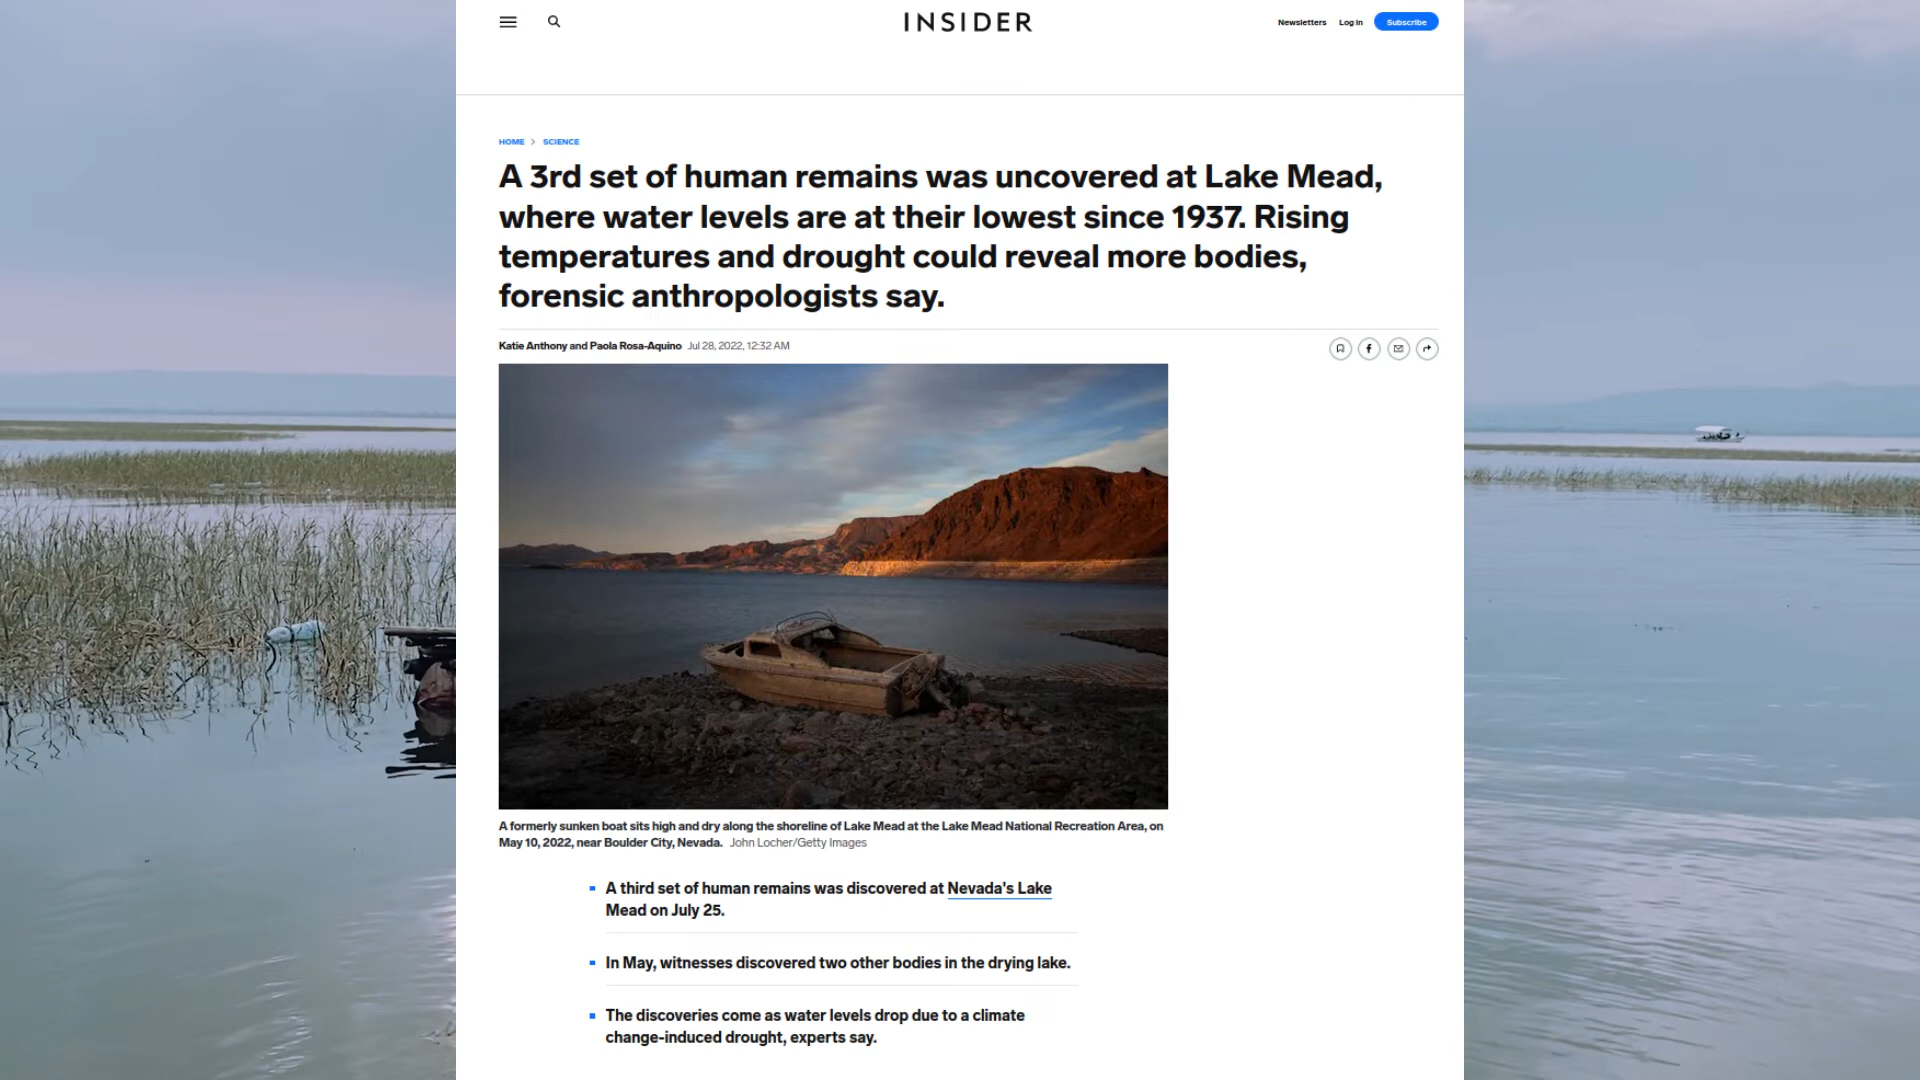 INSIDER
Newsletters
Log in
Subscribe
HOME > SCIENCE
A 3rd set of human remains was uncovered at Lake Mead,
where water levels are at their lowest since 1937. Rising
temperatures and drought could reveal more bodies,
forensic anthropologists say.
Katie Anthony and Paola Rosa-Aquino Jul 28, 2022, 12:32 AM
A formerly sunken boat sits high and dry along the shoreline of Lake Mead at the Lake Mead National Recreation Area, on
May 10, 2022, near Boulder City, Nevada. John Locher/Getty Images
A third set of human remains was discovered at Nevada's Lake
Mead on July 25.
In May, witnesses discovered two other bodies in the drying lake.
The discoveries come as water levels drop due to a climate
change-induced drought, experts say.